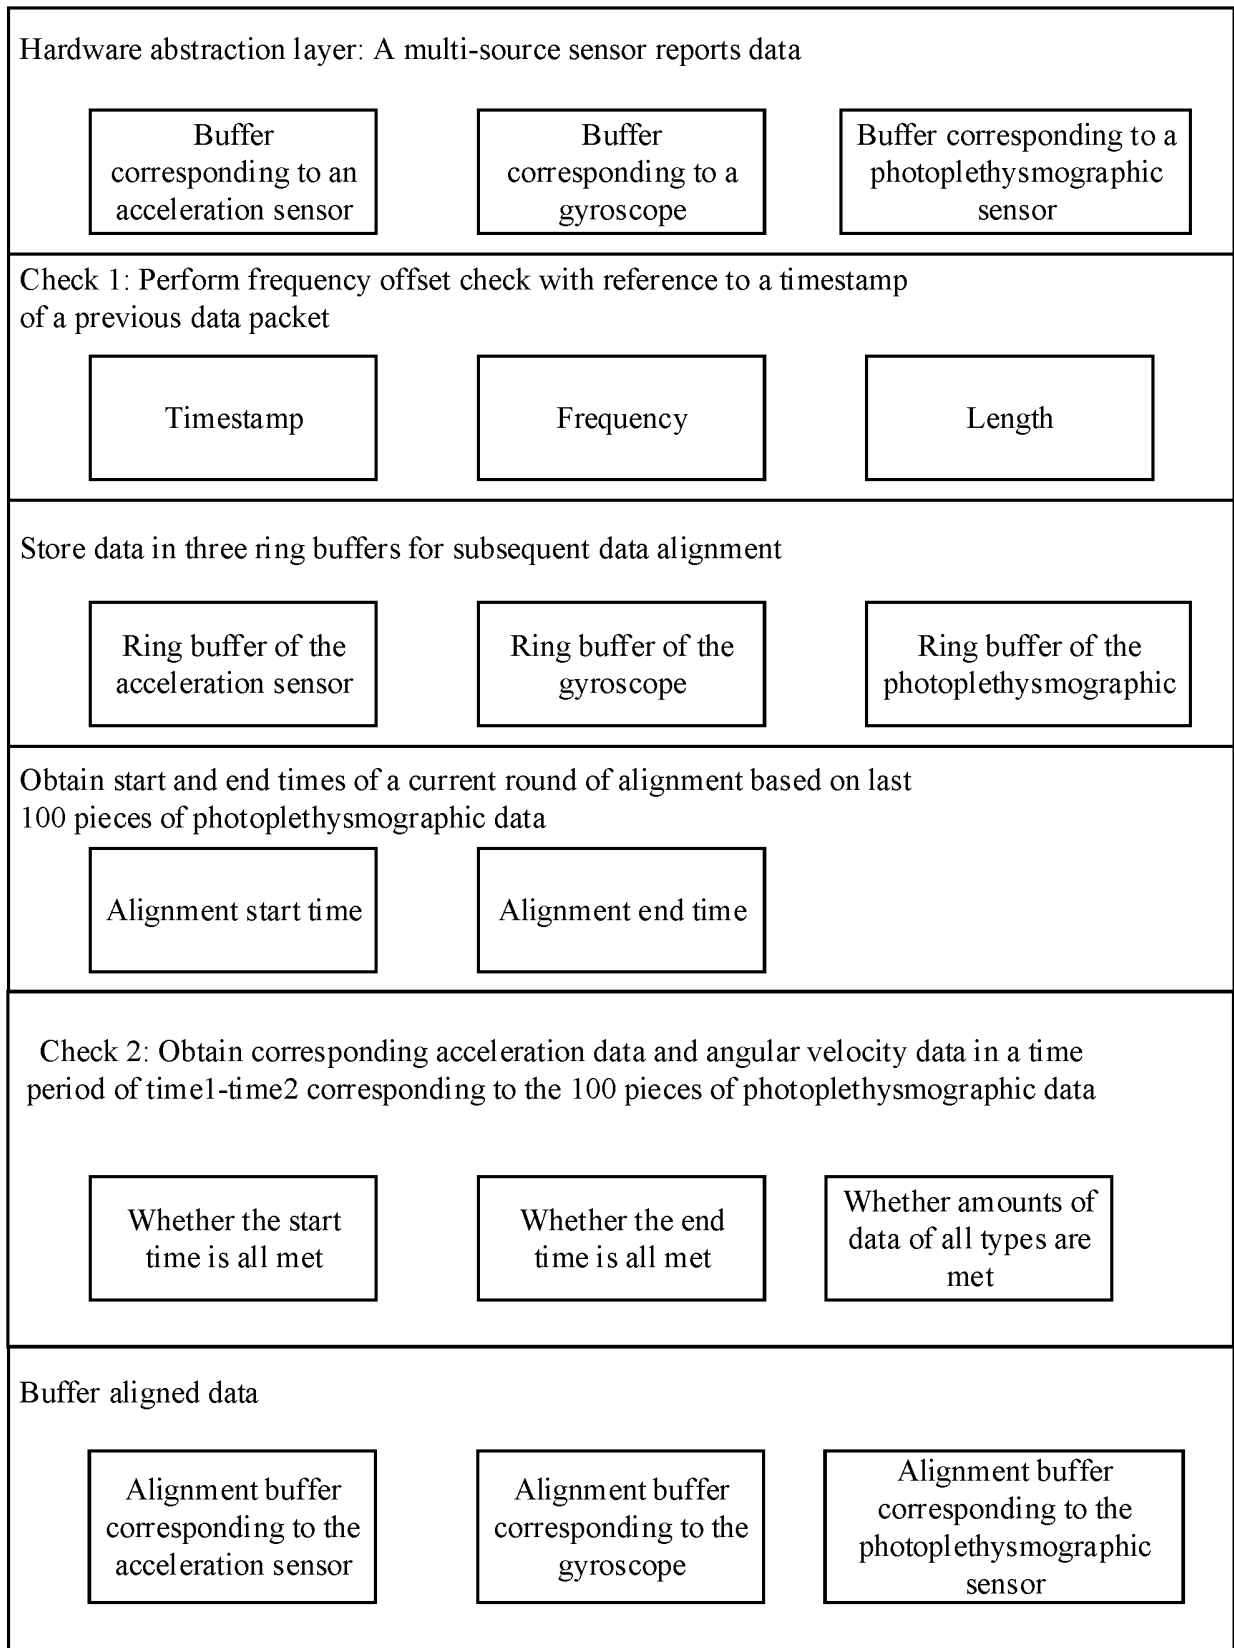 Hardware abstraction layer: A multi-source sensor reports data
Buffer
corresponding to an
acceleration sensor
Buffer
corresponding to a
gyroscope
Buffer corresponding to a
photoplethysmographic
sensor
Check 1: Perform frequency offset check with reference to a timestamp
of a previous data packet
Timestamp
Frequency
Length
Store data in three ring buffers for subsequent data alignment
Ring buffer of the
acceleration sensor
Ring buffer of the
gyroscope
Ring buffer of the
photoplethysmographic
Obtain start and end times of a current round of alignment based on last
100 pieces of photoplethysmographic data
Alignment start time
Alignment end time
Check 2: Obtain corresponding acceleration data and angular velocity data in a time
period of time1-time2 corresponding to the 100 pieces of photoplethysmographic data
Whether the start
time is all met
Whether the end
time is all met
Whether amounts of
data of all types are
met
Buffer aligned data
Alignment buffer
corresponding to the
acceleration sensor
Alignment buffer
corresponding to the
gyroscope
Alignment buffer
corresponding to the
photoplethysmographic
sensor